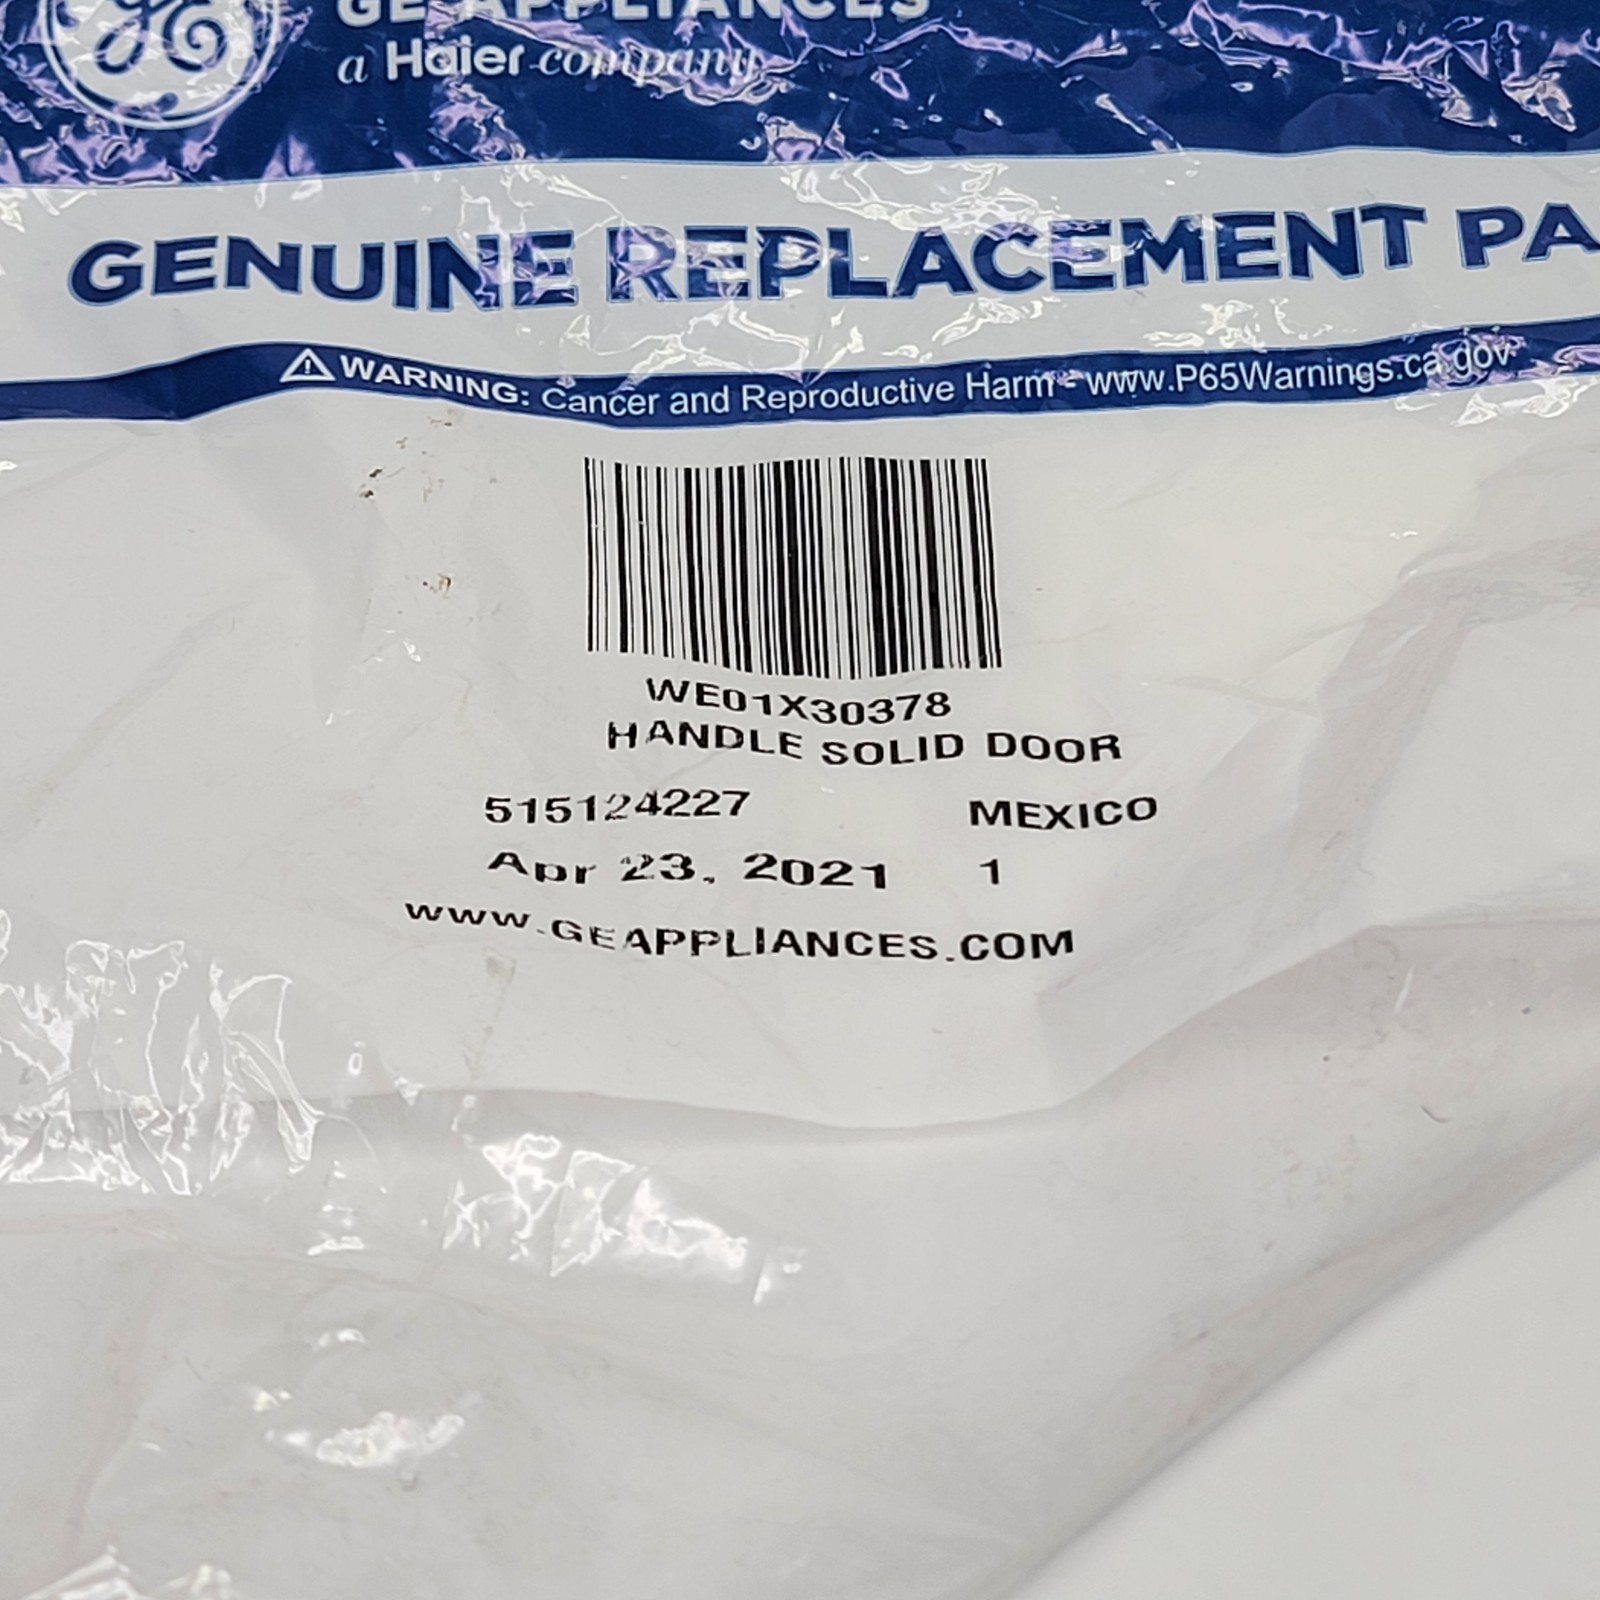 GE APPLIANCES
a Haier company
GENUINE REPLACEMENT PA
⚠ WARNING: Cancer and Reproductive Harm - www.P65Warnings.ca.gov
WE01X30378
HANDLE SOLID DOOR
515124227 MEXICO
Apr 23, 2021 1
www.GEAPPLIANCES.COM